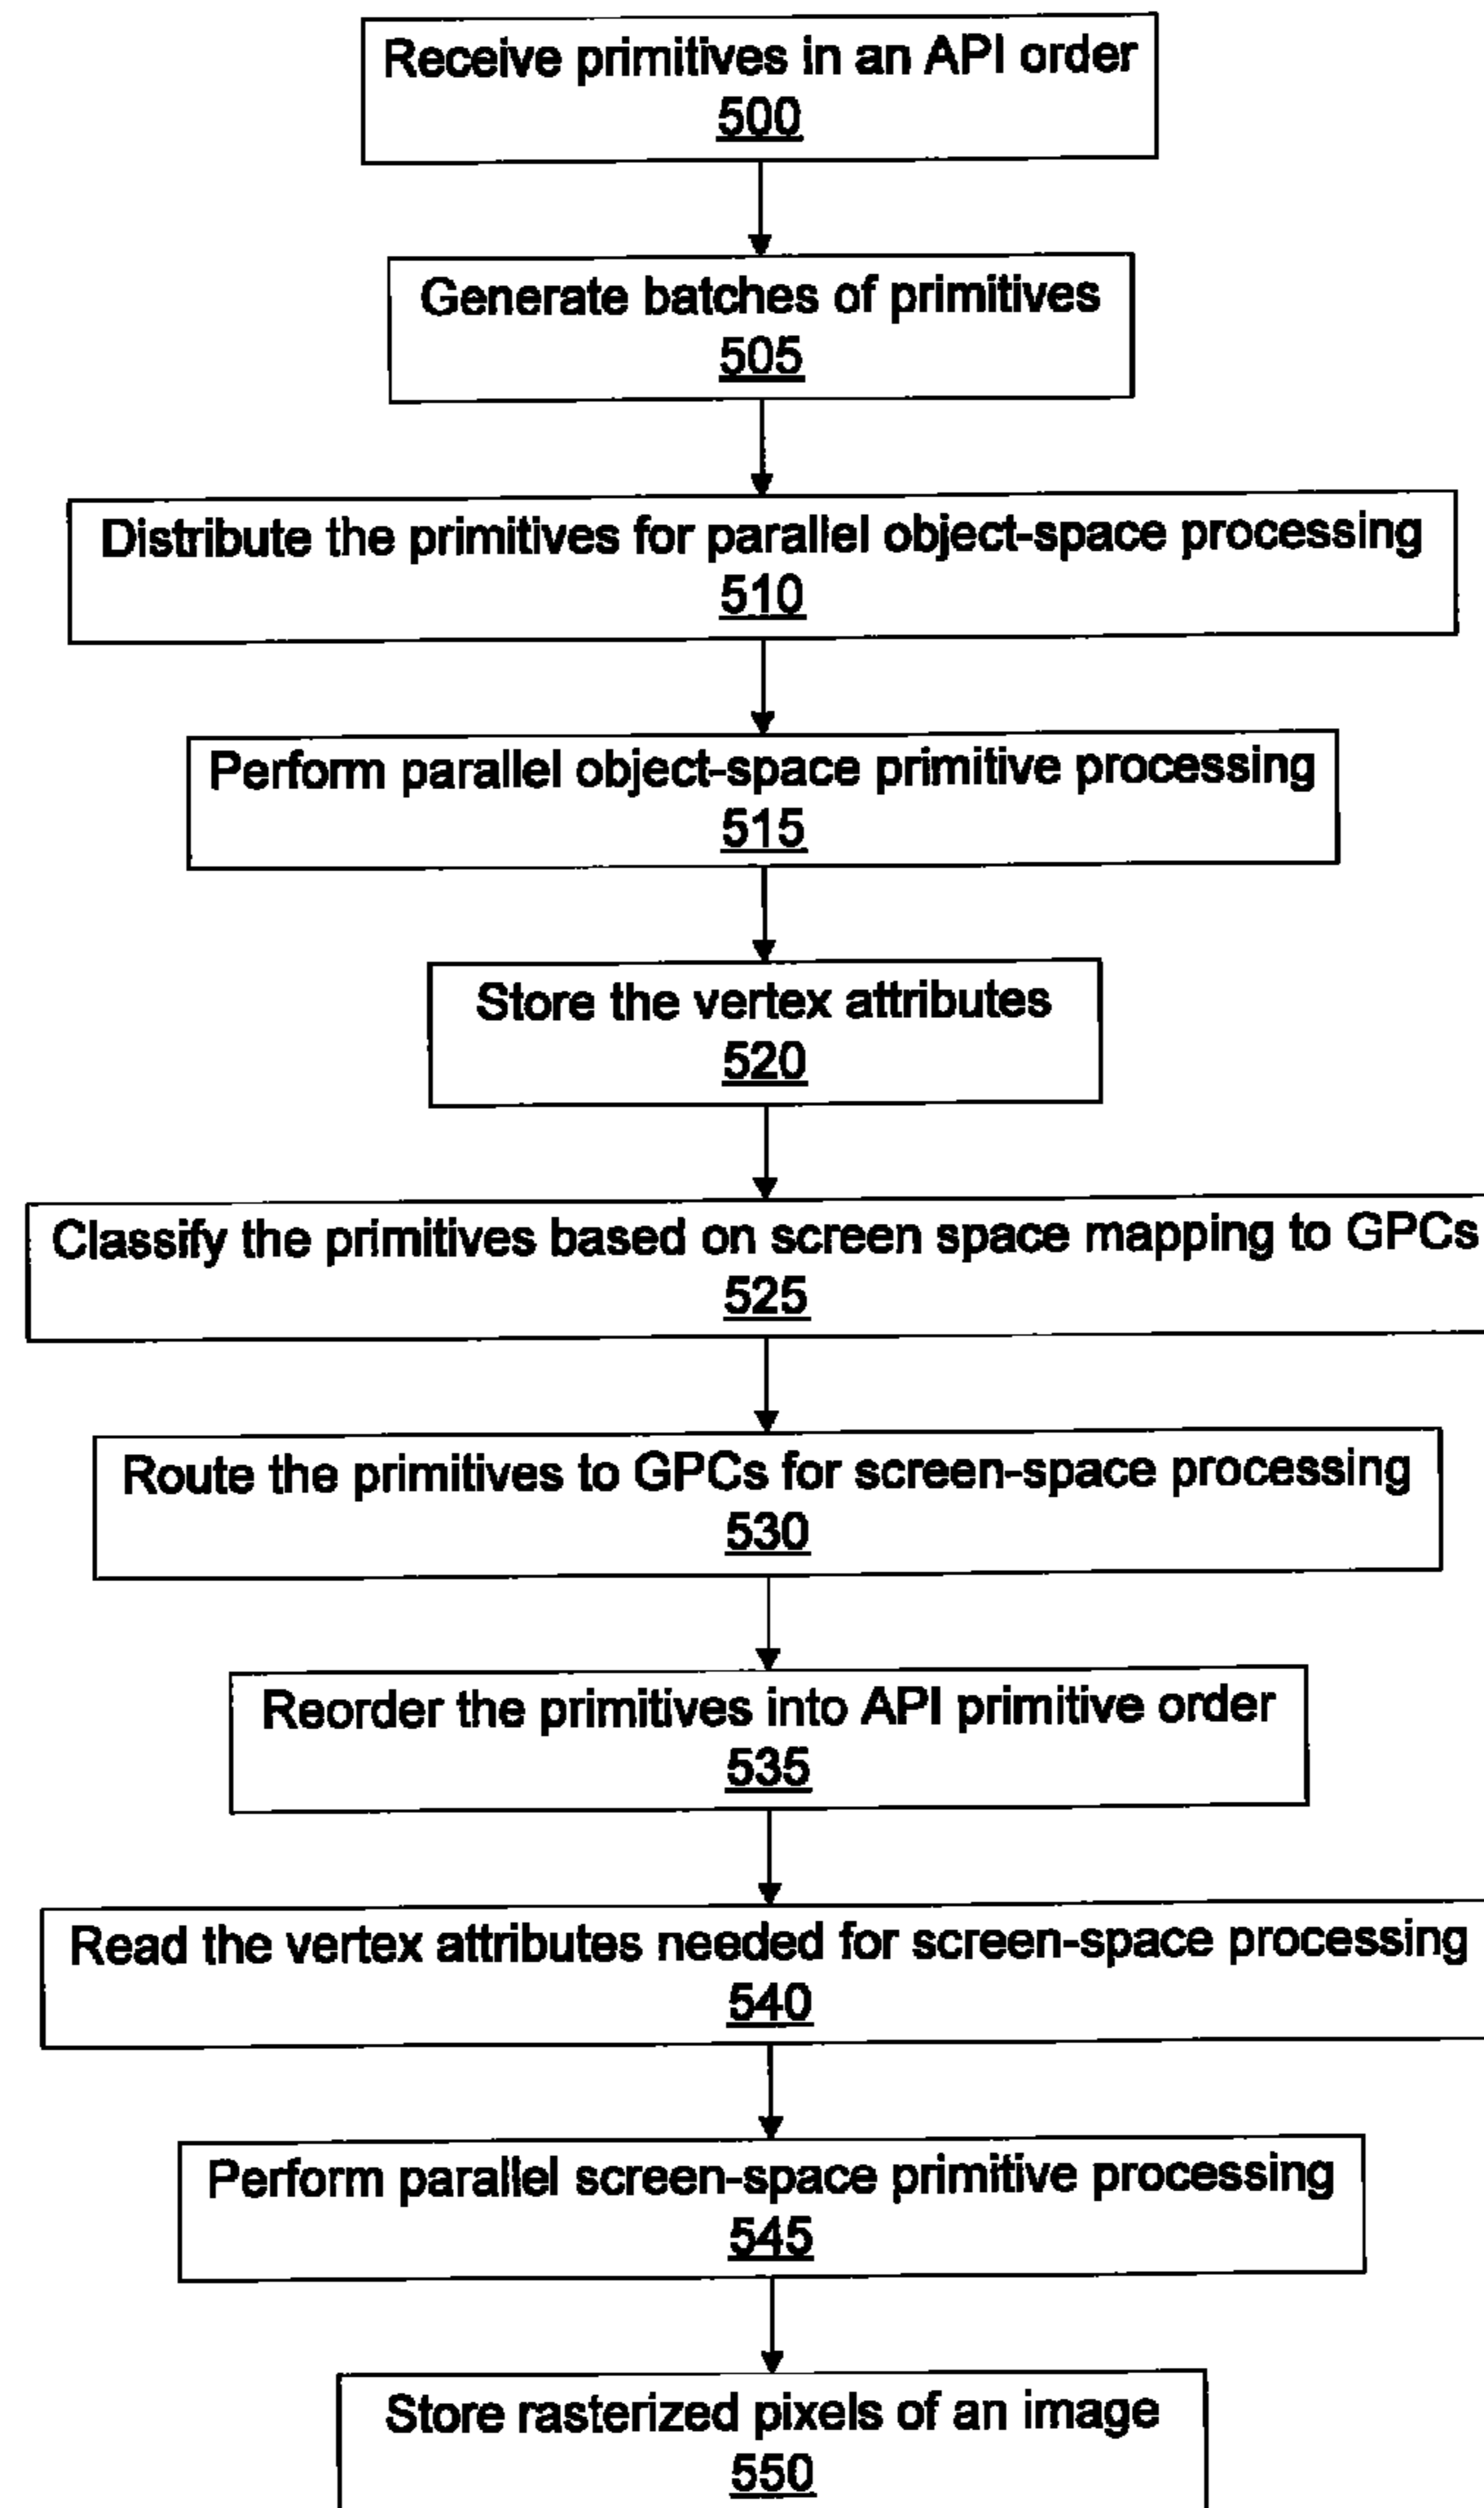 Receive primitives in an API order
500
Generate batches of primitives
505
Distribute the primitives for parallel object-space processing
510
Perform parallel object-space primitive processing
515
Store the vertex attributes
520
Classify the primitives based on screen space mapping to GPCs
525
Route the primitives to GPCs for screen-space processing
530
Reorder the primitives into API primitive order
535
Read the vertex attributes needed for screen-space processing
540
Perform parallel screen-space primitive processing
545
Store rasterized pixels of an image
550